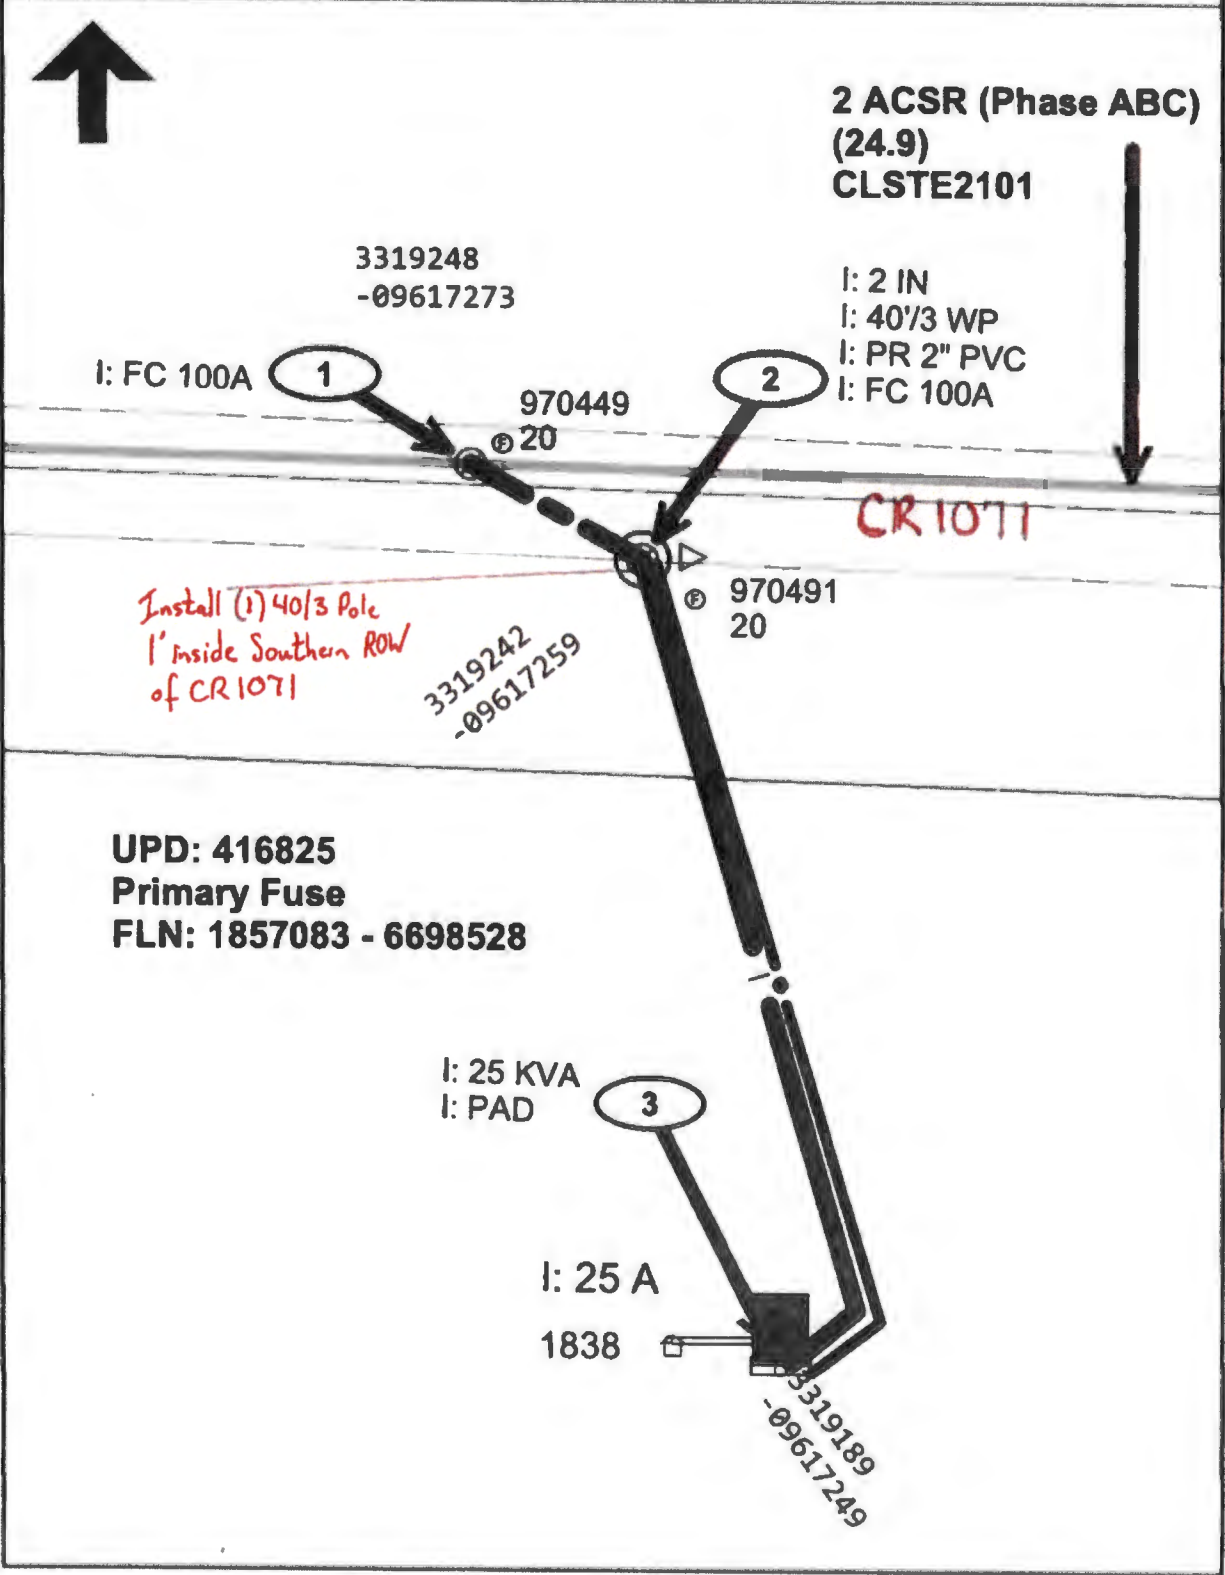 2 ACSR (Phase ABC)
(24.9)
CLSTE2101
3319248
-09617273
I: 2 IN
I: 40'/3 WP
I: PR 2" PVC
I: FC 100A
I: FC 100A
1
2
970449
F 20
CR 1071
Install (1) 40/3 Pole
1' inside Southern ROW
of CR1071
F 970491
20
3319242
-09617259
UPD: 416825
Primary Fuse
FLN: 1857083 - 6698528
I: 25 KVA
I: PAD
3
I: 25 A
1838
3319189
-09617249